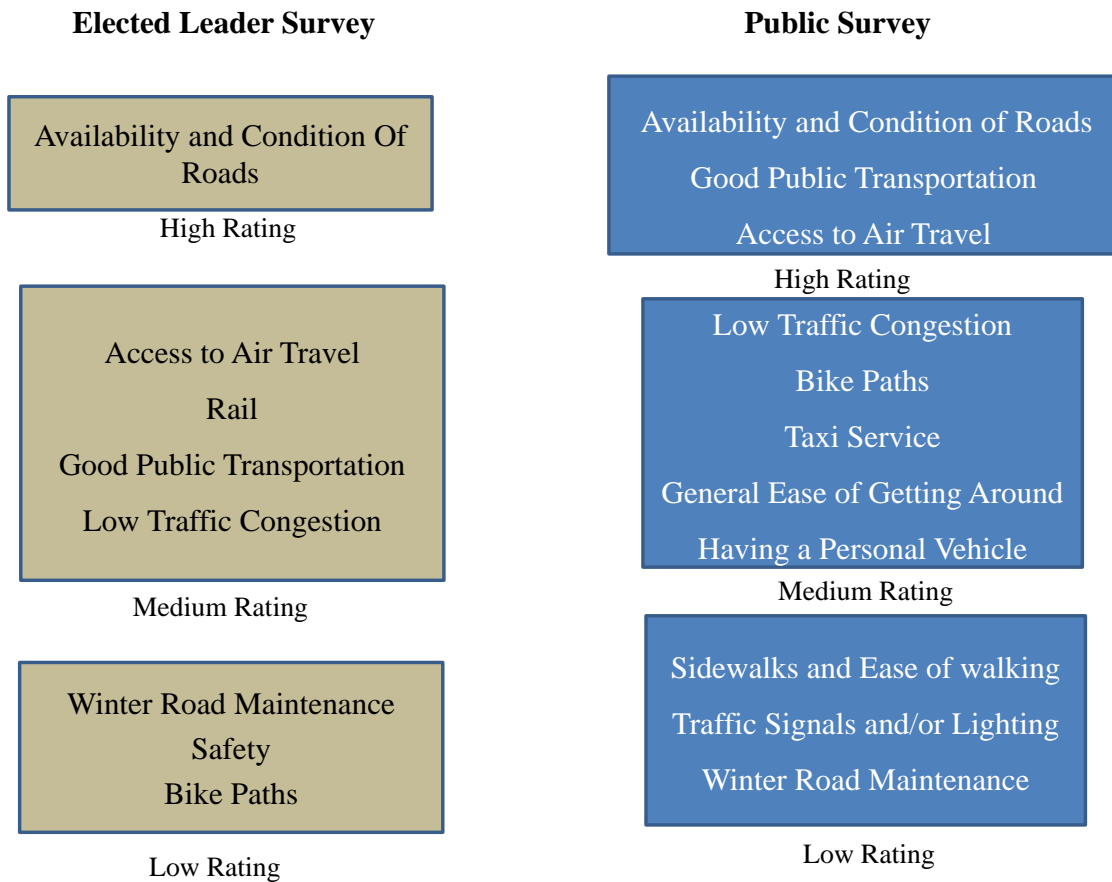 Elected Leader Survey
Availability and Condition Of
Roads
High Rating
Access to Air Travel
Rail
Good Public Transportation
Low Traffic Congestion
Medium Rating
Winter Road Maintenance
Safety
Bike Paths
Low Rating
Public Survey
Availability and Condition of Roads
Good Public Transportation
Access to Air Travel
High Rating
Low Traffic Congestion
Bike Paths
Taxi Service
General Ease of Getting Around
Having a Personal Vehicle
Medium Rating
Sidewalks and Ease of walking
Traffic Signals and/or Lighting
Winter Road Maintenance
Low Rating